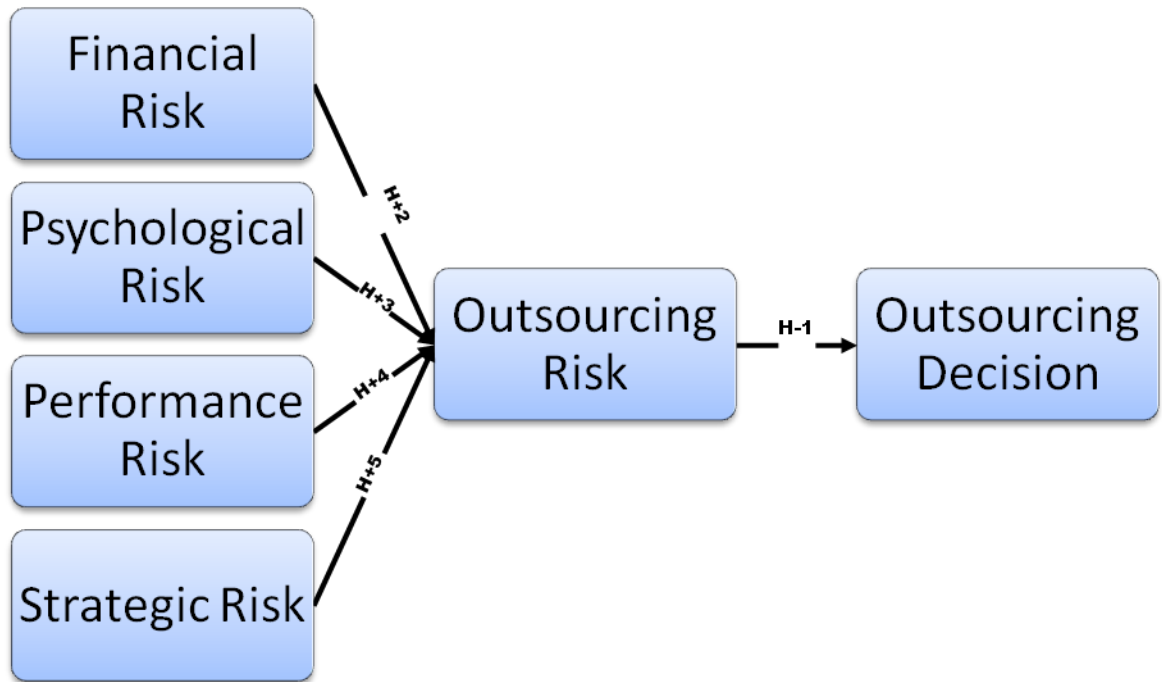 Financial
Risk
H+2
Psychological
Risk
H+3
Performance
Risk
H+4
Strategic Risk
H+5
Outsourcing
Risk
H-1
Outsourcing
Decision